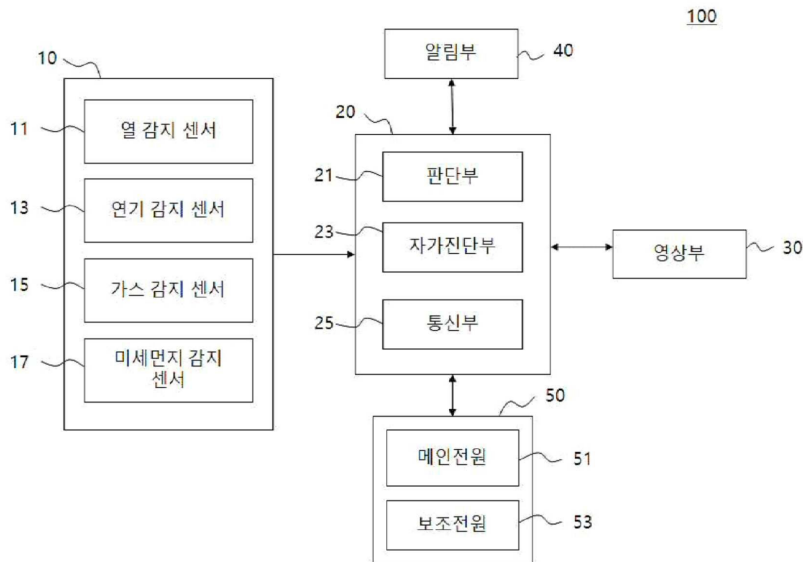 100
10
알림부
40
11
열 감지 센서
20
21
판단부
13
연기 감지 센서
23
자가진단부
영상부
30
15
가스 감지 센서
25
통신부
17
미세먼지 감지
센서
50
메인전원
51
보조전원
53